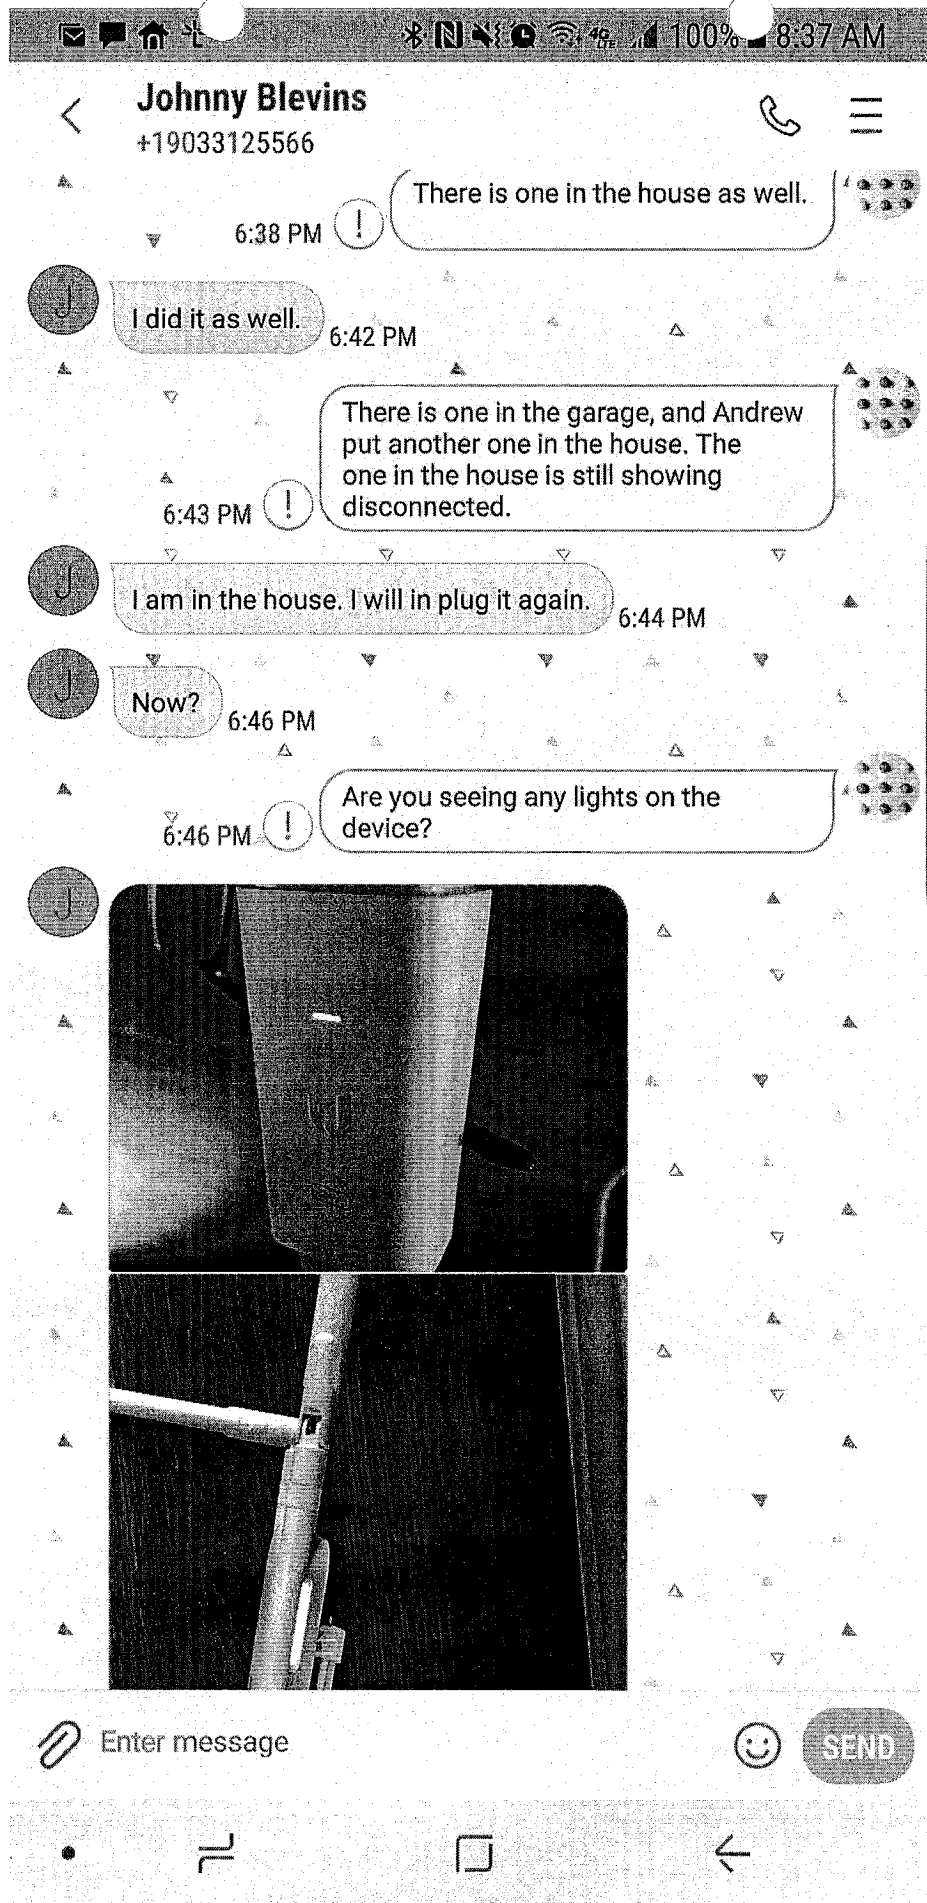 100% 8:37 AM
Johnny Blevins
+19033125566
There is one in the house as well.
6:38 PM
J
I did it as well.
6:42 PM
There is one in the garage, and Andrew
put another one in the house. The
one in the house is still showing
disconnected.
6:43 PM
J
I am in the house. I will in plug it again.
6:44 PM
J
Now?
6:46 PM
Are you seeing any lights on the
device?
6:46 PM
J
Enter message
SEND